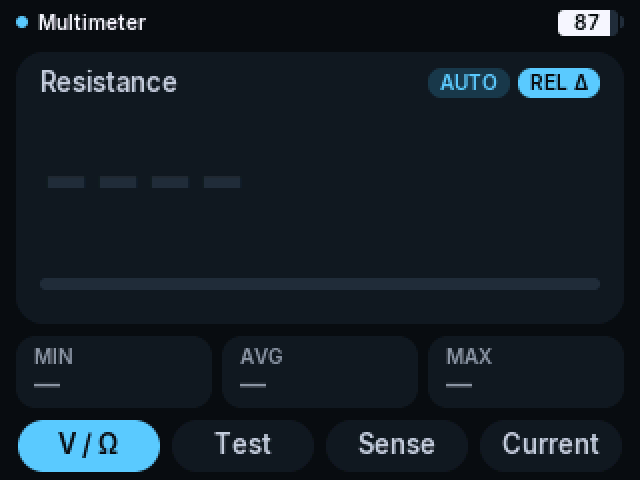 Multimeter
87
Resistance
AUTO
REL Δ
– – – –
MIN
AVG
MAX
—
—
—
V / Ω
Test
Sense
Current